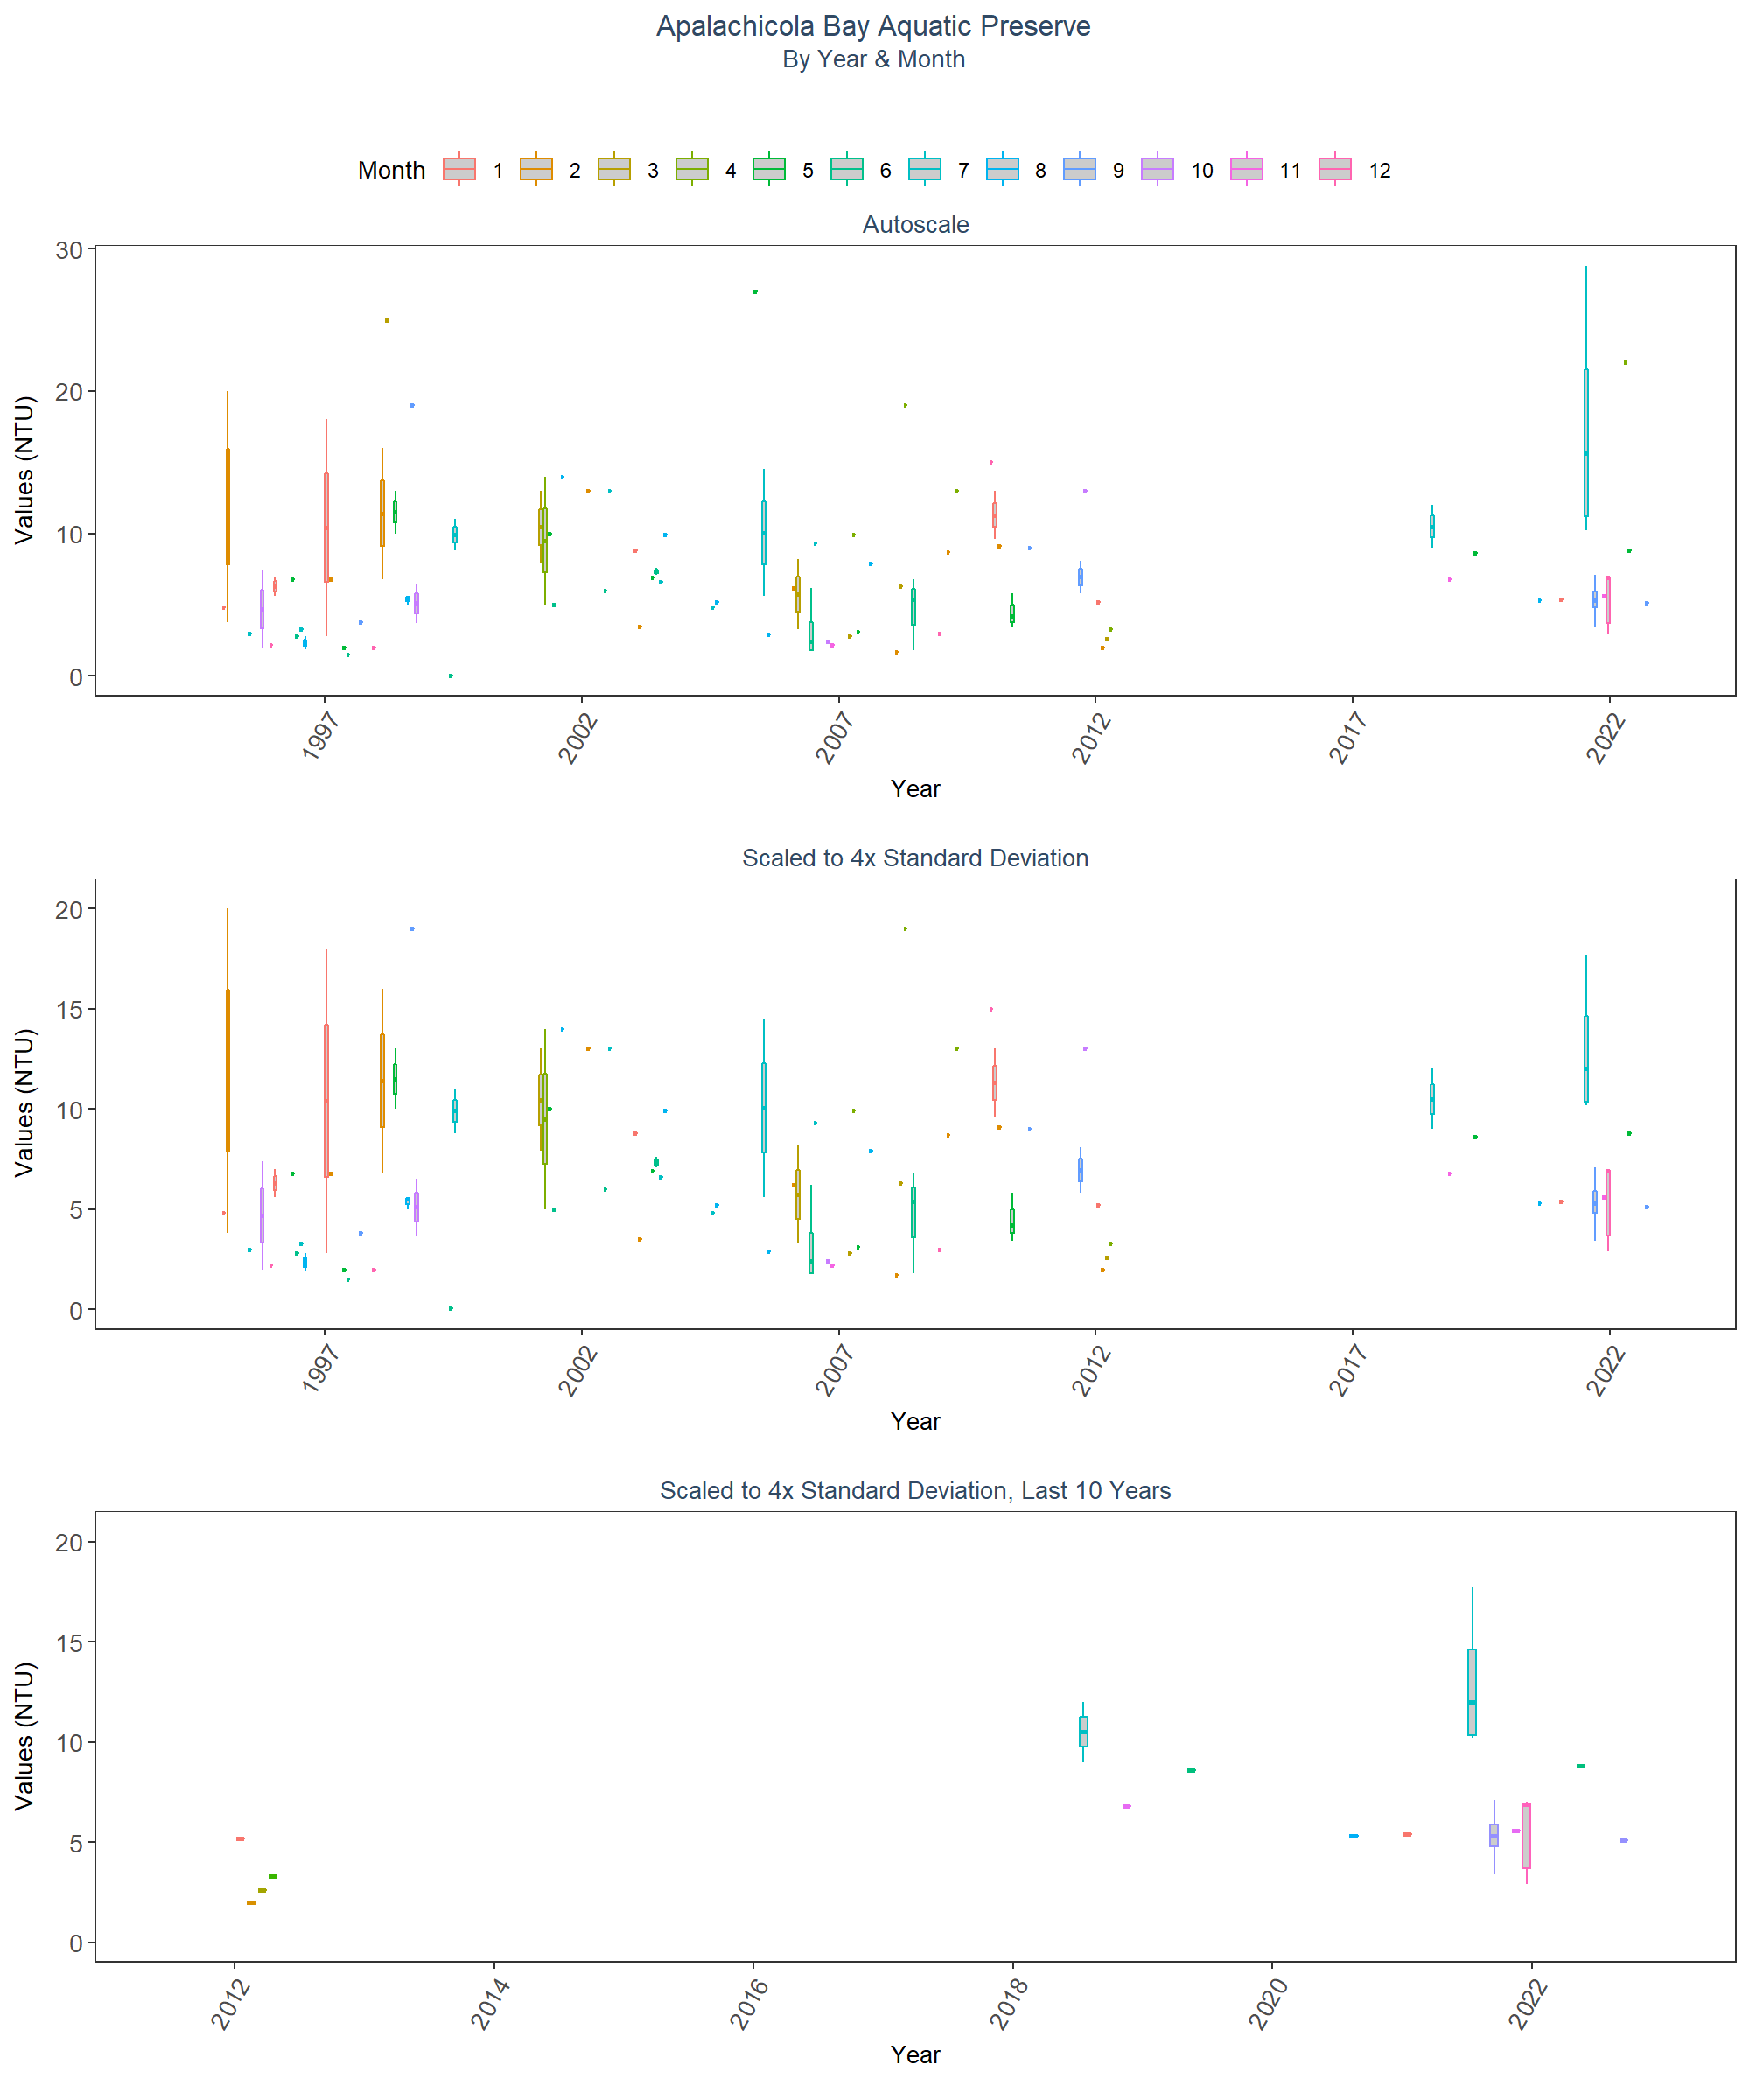 Apalachicola Bay Aquatic Preserve
By Year & Month
Month 1 2 3 4 5 6 7 8 9 10 11 12
Autoscale
Values (NTU)
30
20
10
0
1997 2002 2007 2012 2017 2022
Year
Scaled to 4x Standard Deviation
Values (NTU)
20
15
10
5
0
1997 2002 2007 2012 2017 2022
Year
Scaled to 4x Standard Deviation, Last 10 Years
Values (NTU)
20
15
10
5
0
2012 2014 2016 2018 2020 2022
Year